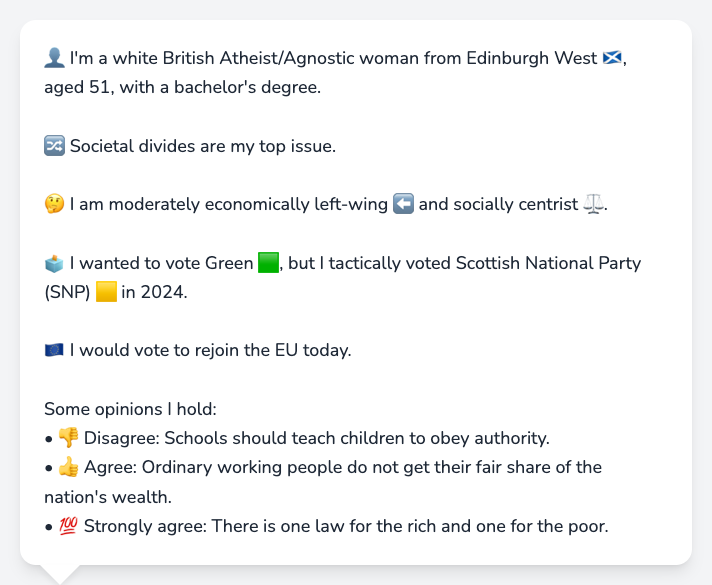 👤 I'm a white British Atheist/Agnostic woman from Edinburgh West 🏴󠁧󠁢󠁳󠁣󠁴󠁿,
aged 51, with a bachelor's degree.
🔀 Societal divides are my top issue.
🤔 I am moderately economically left-wing ⬅️ and socially centrist ⚖️.
🗳️ I wanted to vote Green 🟩, but I tactically voted Scottish National Party
(SNP) 🟨 in 2024.
🇪🇺 I would vote to rejoin the EU today.
Some opinions I hold:
• 👎 Disagree: Schools should teach children to obey authority.
• 👍 Agree: Ordinary working people do not get their fair share of the
nation's wealth.
• 💯 Strongly agree: There is one law for the rich and one for the poor.